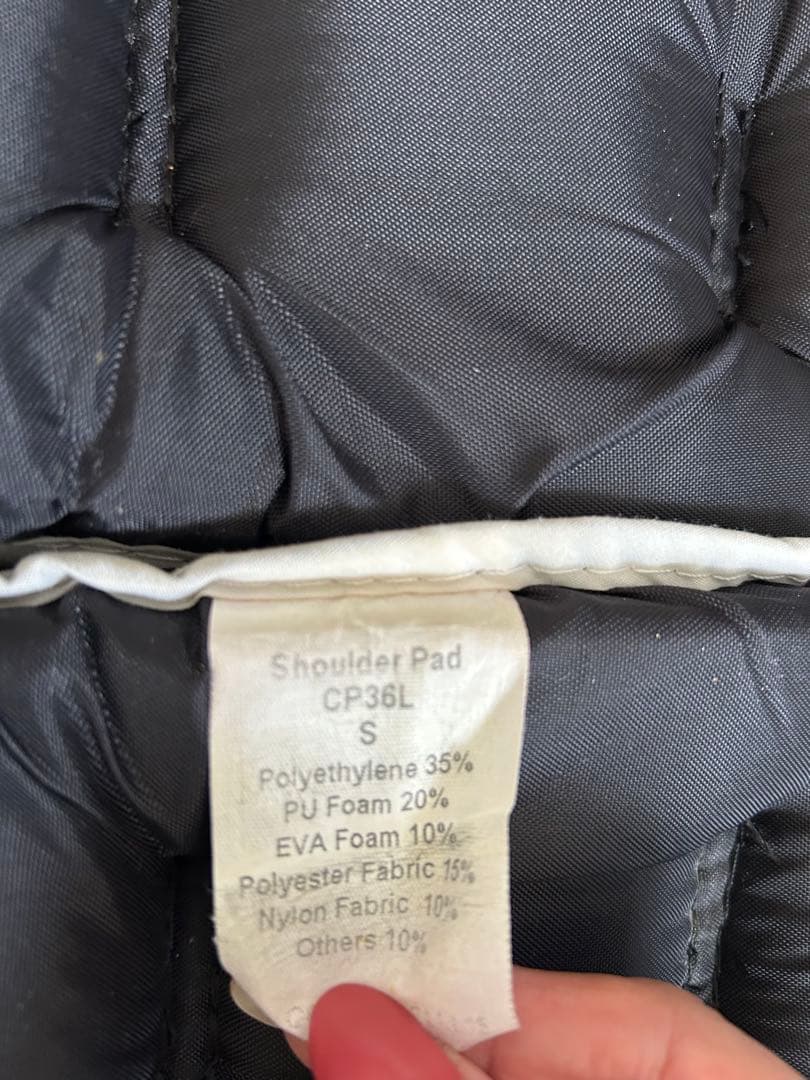 Shoulder Pad
CP36L
S
Polyethylene 35%
PU Foam 20%
EVA Foam 10%
Polyester Fabric 15%
Nylon Fabric 10%
Others 10%